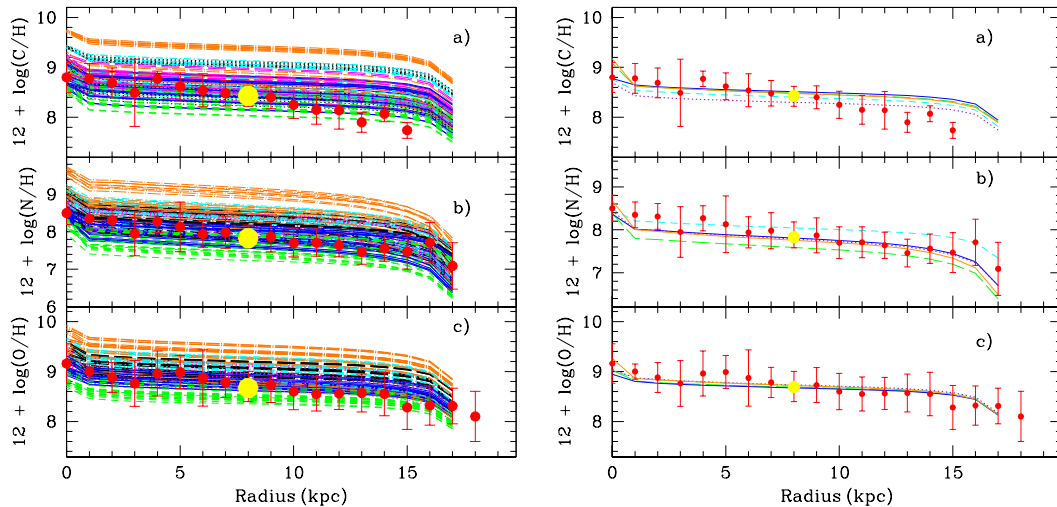 10
9
8
12 + log(C/H)
a)
9
8
7
6
12 + log(N/H)
b)
10
9
8
12 + log(O/H)
c)
0 5 10 15
Radius (kpc)
10
9
8
12 + log(C/H)
a)
9
8
7
12 + log(N/H)
b)
10
9
8
12 + log(O/H)
c)
0 5 10 15
Radius (kpc)